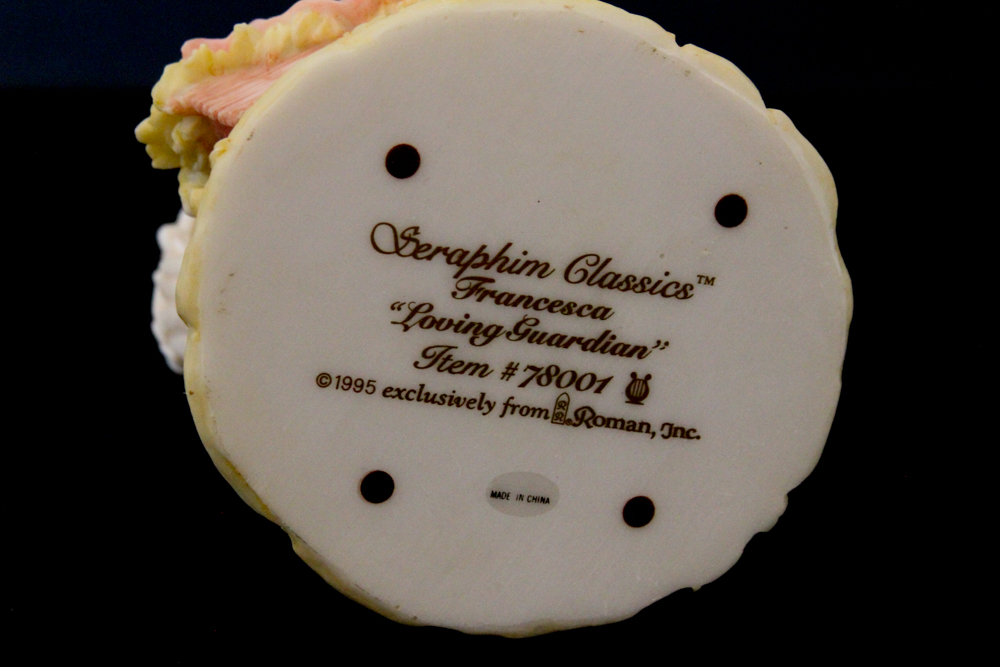 Seraphim Classics™
Francesca
“Loving Guardian”
Item #78001
©1995 exclusively from R R ® Roman, Inc.
MADE IN CHINA